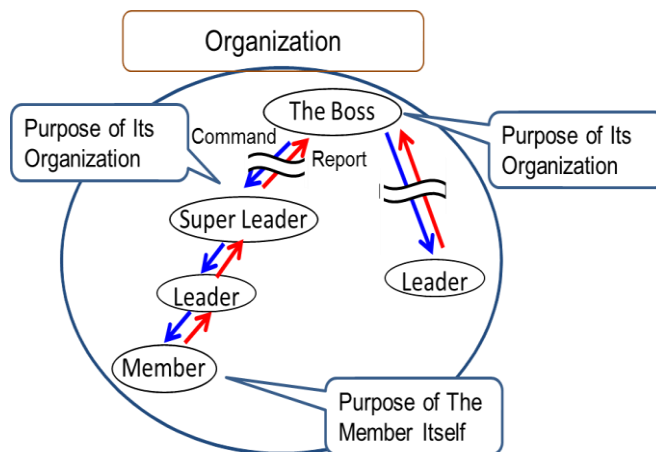 Organization
The Boss
Purpose of Its
Organization
Command
Report
Purpose of Its
Organization
Super Leader
Leader
Leader
Member
Purpose of The
Member Itself